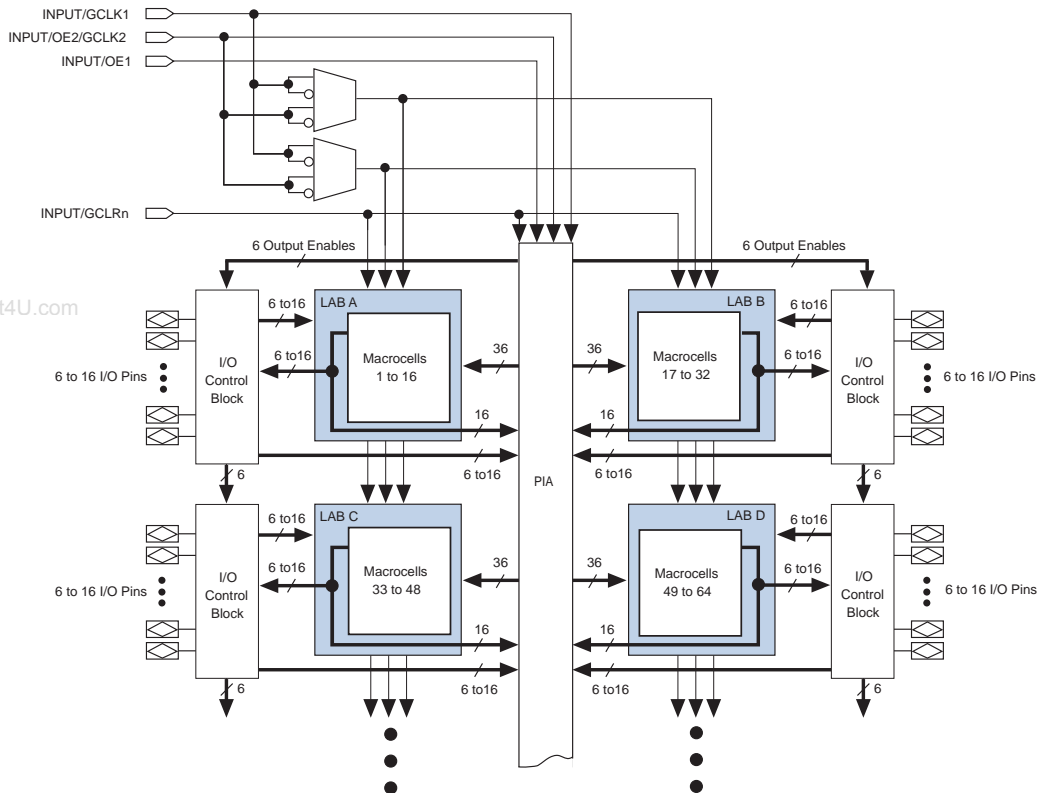 INPUT/GCLK1
INPUT/OE2/GCLK2
INPUT/OE1
INPUT/GCLRn
6 Output Enables
6 Output Enables
t4U.com
LAB A
LAB B
6 to16
6 to16
6 to16
6 to16
36
36
I/O
Control
Block
Macrocells
1 to 16
Macrocells
17 to 32
I/O
Control
Block
6 to 16 I/O Pins
6 to 16 I/O Pins
16
16
6 to16
6 to16
6
6
PIA
LAB C
LAB D
6 to16
6 to16
6 to16
6 to16
36
36
I/O
Control
Block
Macrocells
33 to 48
Macrocells
49 to 64
I/O
Control
Block
6 to 16 I/O Pins
6 to 16 I/O Pins
16
16
6 to16
6 to16
6
6